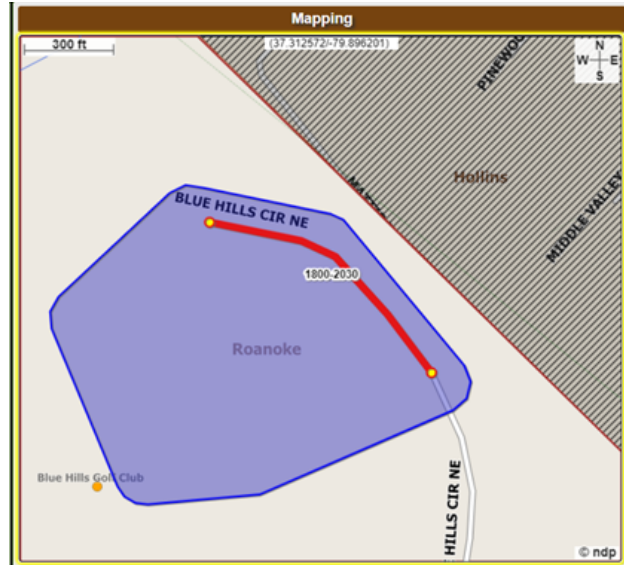 Mapping
300 ft
(37.312572/-79.896201)
N
W E
S
PINEWOO
Hollins
MIDDLE VALLEY
BLUE HILLS CIR NE
1800-2030
Roanoke
Blue Hills Golf Club
HILLS CIR NE
© ndp